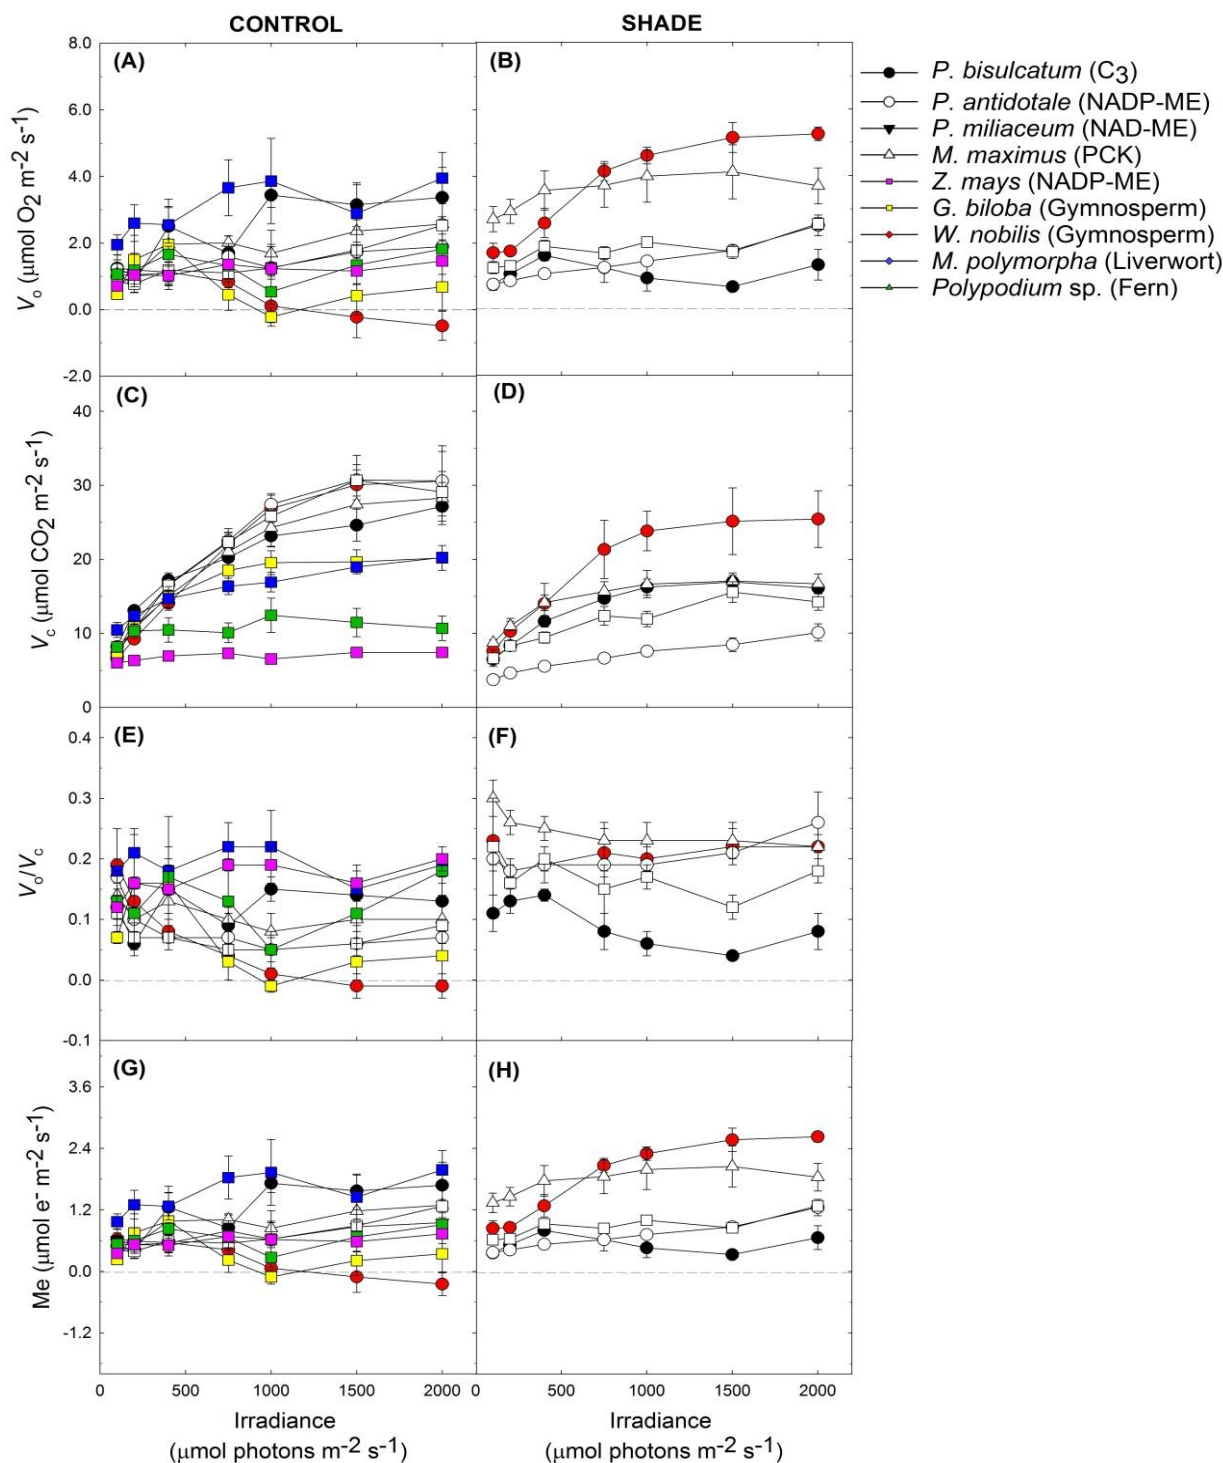 CONTROL
SHADE
(A)
(B)
8.0
6.0
4.0
2.0
0.0
-2.0
Vo (μmol O2 m-2 s-1)
P. bisulcatum (C3)
P. antidotale (NADP-ME)
P. miliaceum (NAD-ME)
M. maximus (PCK)
Z. mays (NADP-ME)
G. biloba (Gymnosperm)
W. nobilis (Gymnosperm)
M. polymorpha (Liverwort)
Polypodium sp. (Fern)
(C)
(D)
40
30
20
10
0
Vc (μmol CO2 m-2 s-1)
(E)
(F)
0.4
0.3
0.2
0.1
0.0
-0.1
Vo/Vc
(G)
(H)
3.6
2.4
1.2
0.0
-1.2
Me (μmol e- m-2 s-1)
0 500 1000 1500 2000
0 500 1000 1500 2000
Irradiance
(μmol photons m-2 s-1)
Irradiance
(μmol photons m-2 s-1)